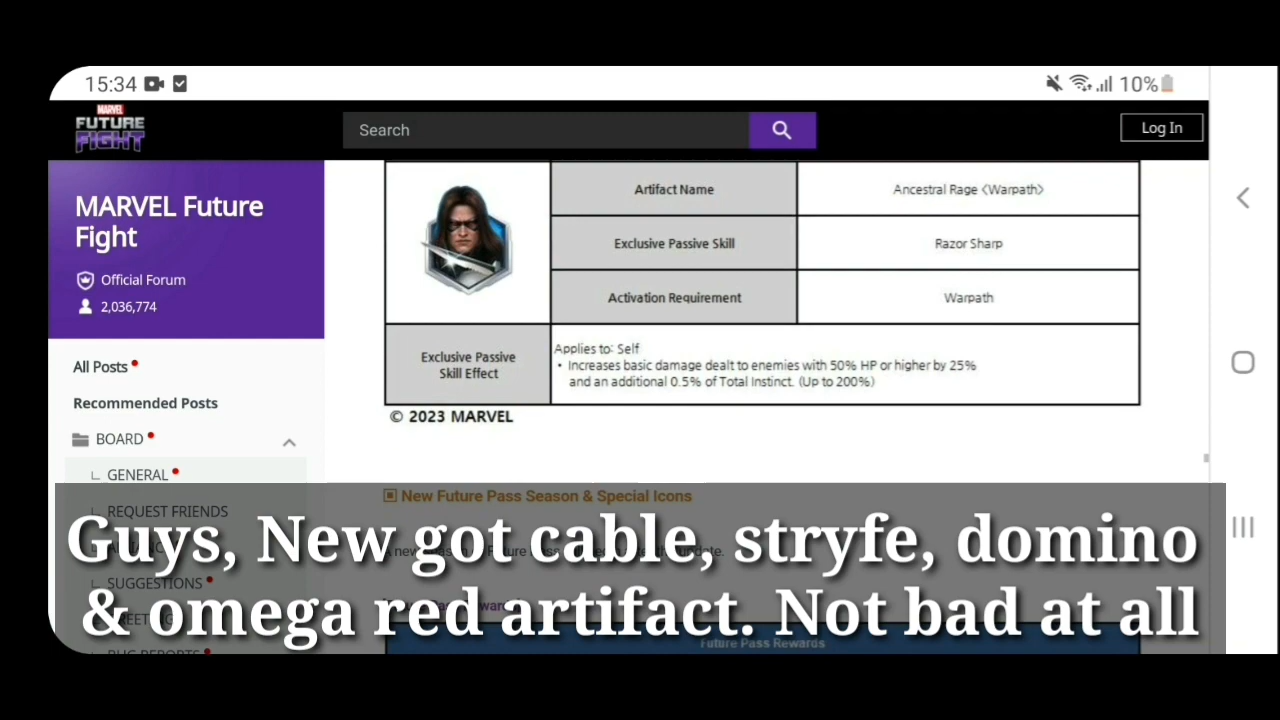 15:34
10%
MARVEL
FUTURE
FIGHT
Search
Log In
MARVEL Future
Fight
Official Forum
2,036,774
All Posts
Recommended Posts
BOARD
GENERAL
REQUEST FRIENDS
SUGGESTIONS
BUG REPORTS
Artifact Name
Ancestral Rage <Warpath>
Exclusive Passive Skill
Razor Sharp
Activation Requirement
Warpath
Exclusive Passive
Skill Effect
Applies to: Self
• Increases basic damage dealt to enemies with 50% HP or higher by 25%
and an additional 0.5% of Total Instinct. (Up to 200%)
© 2023 MARVEL
New Future Pass Season & Special Icons
Future Pass Rewards
Guys, New got cable, stryfe, domino
& omega red artifact. Not bad at all